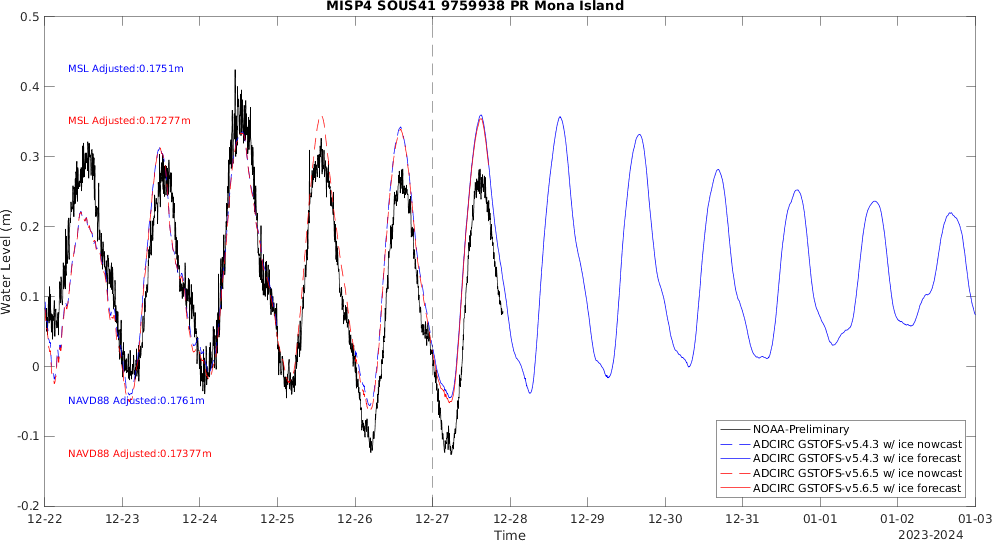 MISP4 SOUS41 9759938 PR Mona Island
0.5
0.4
0.3
0.2
0.1
0
-0.1
-0.2
Water Level (m)
MSL Adjusted:0.1751m
MSL Adjusted:0.17277m
NAVD88 Adjusted:0.1761m
NAVD88 Adjusted:0.17377m
NOAA-Preliminary
ADCIRC GSTOFS-v5.4.3 w/ ice nowcast
ADCIRC GSTOFS-v5.4.3 w/ ice forecast
ADCIRC GSTOFS-v5.6.5 w/ ice nowcast
ADCIRC GSTOFS-v5.6.5 w/ ice forecast
12-22 12-23 12-24 12-25 12-26 12-27 12-28 12-29 12-30 12-31 01-01 01-02 01-03
Time
2023-2024